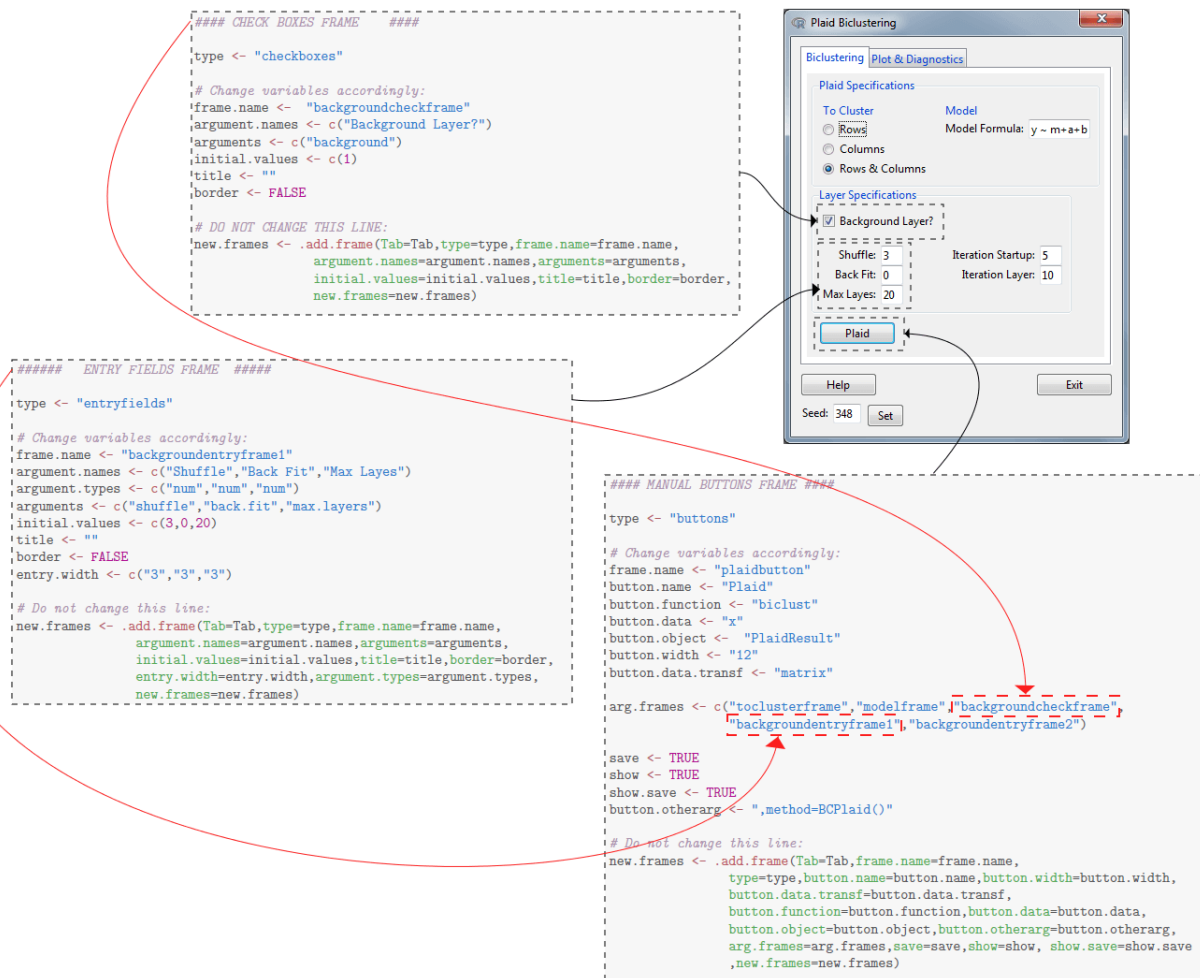 #### CHECK BOXES FRAME    ####
type <- "checkboxes"
# Change variables accordingly:
frame.name <-  "backgroundcheckframe"
argument.names <- c("Background Layer?")
arguments <- c("background")
initial.values <- c(1)
title <- ""
border <- FALSE
# DO NOT CHANGE THIS LINE:
new.frames <- .add.frame(Tab=Tab,type=type,frame.name=frame.name,
argument.names=argument.names,arguments=arguments,
initial.values=initial.values,title=title,border=border,
new.frames=new.frames)
Plaid Biclustering
Biclustering
Plot & Diagnostics
Plaid Specifications
To Cluster
Model
Rows
Model Formula: y ~ m+a+b
Columns
Rows & Columns
Layer Specifications
Background Layer?
Shuffle: 3
Iteration Startup: 5
Back Fit: 0
Iteration Layer: 10
Max Layes: 20
Plaid
Help
Exit
Seed: 348
Set
######   ENTRY FIELDS FRAME  #####
type <- "entryfields"
# Change variables accordingly:
frame.name <- "backgroundentryframe1"
argument.names <- c("Shuffle","Back Fit","Max Layes")
argument.types <- c("num","num","num")
arguments <- c("shuffle","back.fit","max.layers")
initial.values <- c(3,0,20)
title <- ""
border <- FALSE
entry.width <- c("3","3","3")
# Do not change this line:
new.frames <- .add.frame(Tab=Tab,type=type,frame.name=frame.name,
argument.names=argument.names,arguments=arguments,
initial.values=initial.values,title=title,border=border,
entry.width=entry.width,argument.types=argument.types,
new.frames=new.frames)
#### MANUAL BUTTONS FRAME ####
type <- "buttons"
# Change variables accordingly:
frame.name <- "plaidbutton"
button.name <- "Plaid"
button.function <- "biclust"
button.data <- "x"
button.object <-  "PlaidResult"
button.width <- "12"
button.data.transf <- "matrix"
arg.frames <- c("toclusterframe","modelframe","backgroundcheckframe",
"backgroundentryframe1","backgroundentryframe2")
save <- TRUE
show <- TRUE
show.save <- TRUE
button.otherarg <- ",method=BCPlaid()"
# Do not change this line:
new.frames <- .add.frame(Tab=Tab,frame.name=frame.name,
type=type,button.name=button.name,button.width=button.width,
button.data.transf=button.data.transf,
button.function=button.function,button.data=button.data,
button.object=button.object,button.otherarg=button.otherarg,
arg.frames=arg.frames,save=save,show=show, show.save=show.save
,new.frames=new.frames)